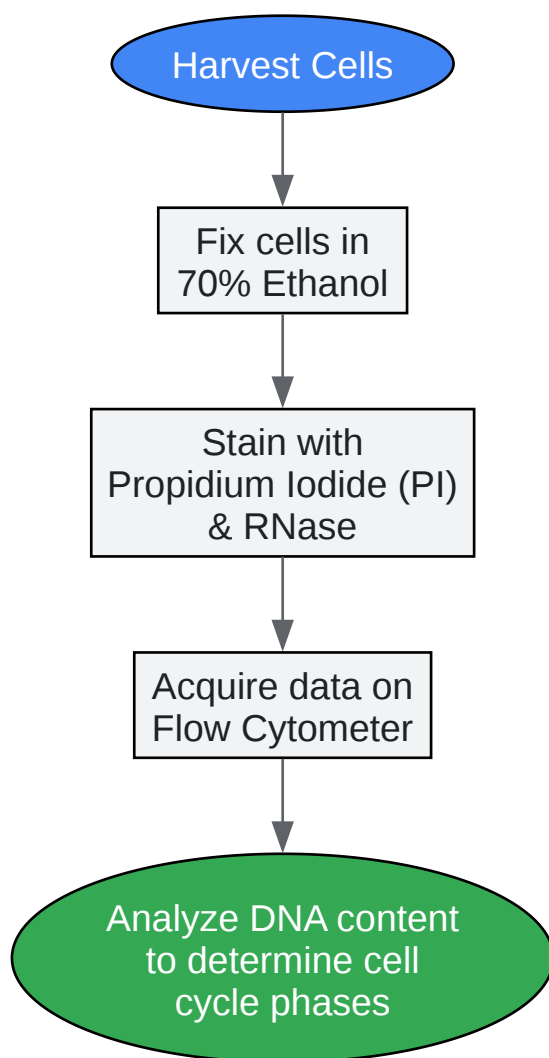 Harvest Cells
Fix cells in
70% Ethanol
Stain with
Propidium Iodide (PI)
& RNase
Acquire data on
Flow Cytometer
Analyze DNA content
to determine cell
cycle phases